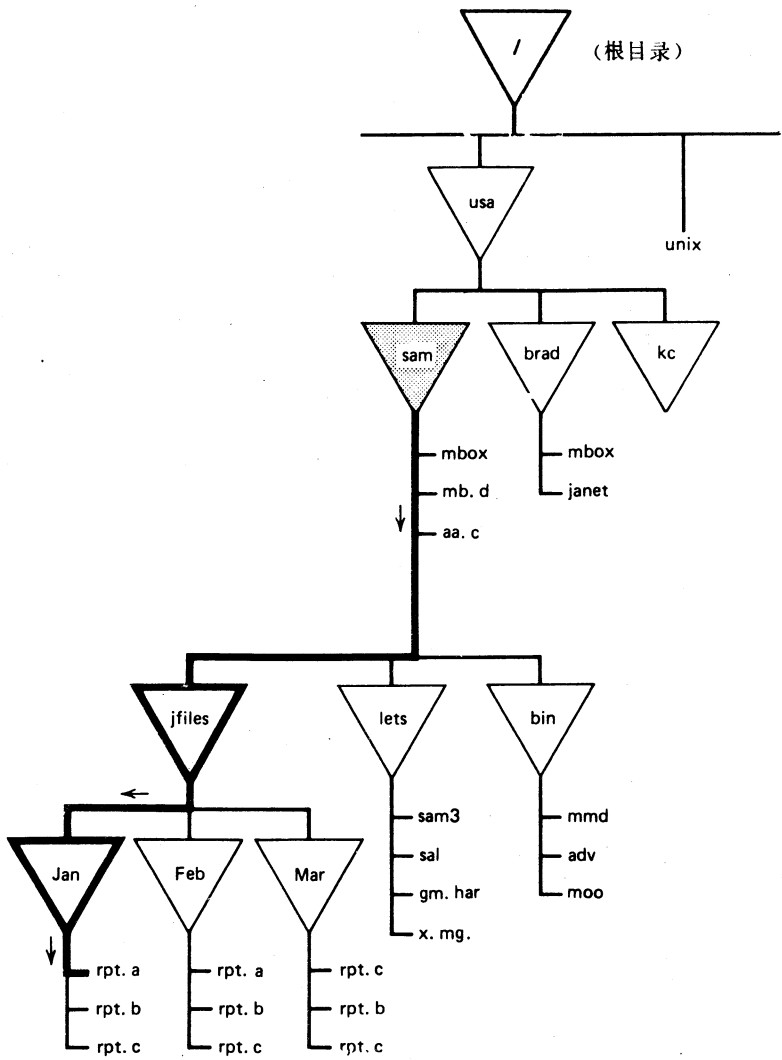 / (根目录)
usa
unix
sam brad kc
mbox mbox
mb. d janet
aa. c
jfiles lets bin
sam3 mmd
Jan Feb Mar sal adv
gm. har moo
x. mg.
rpt. a rpt. a rpt. c
rpt. b rpt. b rpt. b
rpt. c rpt. c rpt. c